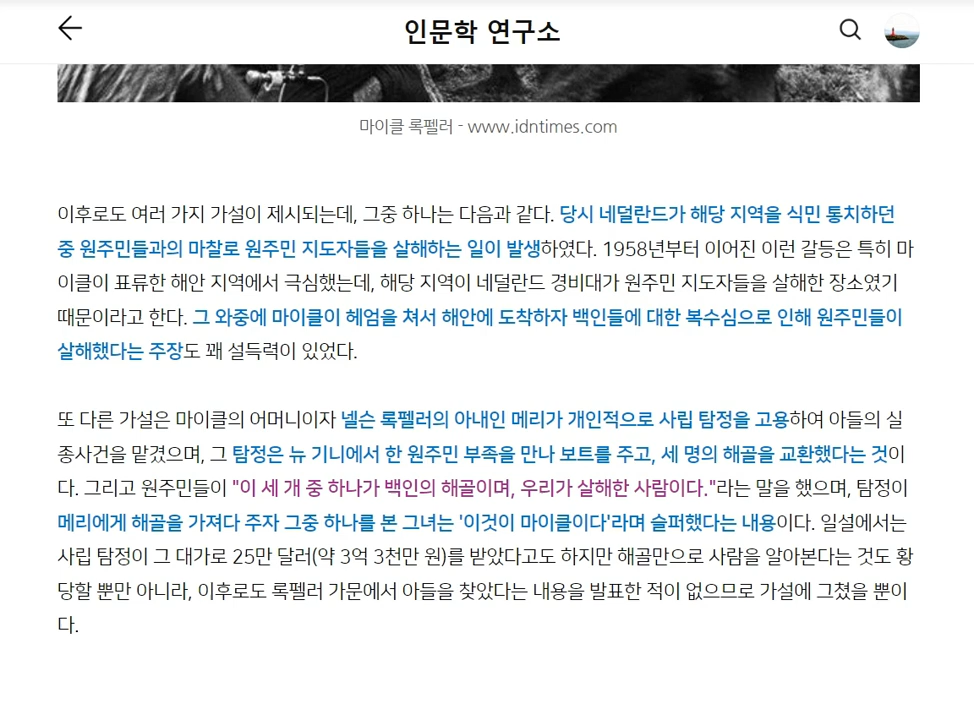 인문학 연구소
마이클 록펠러 - www.idntimes.com
이후로도 여러 가지 가설이 제시되는데, 그중 하나는 다음과 같다. 당시 네덜란드가 해당 지역을 식민 통치하던
중 원주민들과의 마찰로 원주민 지도자들을 살해하는 일이 발생하였다. 1958년부터 이어진 이런 갈등은 특히 마
이클이 표류한 해안 지역에서 극심했는데, 해당 지역이 네덜란드 경비대가 원주민 지도자들을 살해한 장소였기
때문이라고 한다. 그 와중에 마이클이 헤엄을 쳐서 해안에 도착하자 백인들에 대한 복수심으로 인해 원주민들이
살해했다는 주장도 꽤 설득력이 있었다.
또 다른 가설은 마이클의 어머니이자 넬슨 록펠러의 아내인 메리가 개인적으로 사립 탐정을 고용하여 아들의 실
종사건을 맡겼으며, 그 탐정은 뉴 기니에서 한 원주민 부족을 만나 보트를 주고, 세 명의 해골을 교환했다는 것이
다. 그리고 원주민들이 "이 세 개 중 하나가 백인의 해골이며, 우리가 살해한 사람이다."라는 말을 했으며, 탐정이
메리에게 해골을 가져다 주자 그중 하나를 본 그녀는 '이것이 마이클이다'라며 슬퍼했다는 내용이다. 일설에서는
사립 탐정이 그 대가로 25만 달러(약 3억 3천만 원)를 받았다고도 하지만 해골만으로 사람을 알아본다는 것도 황
당할 뿐만 아니라, 이후로도 록펠러 가문에서 아들을 찾았다는 내용을 발표한 적이 없으므로 가설에 그쳤을 뿐이
다.